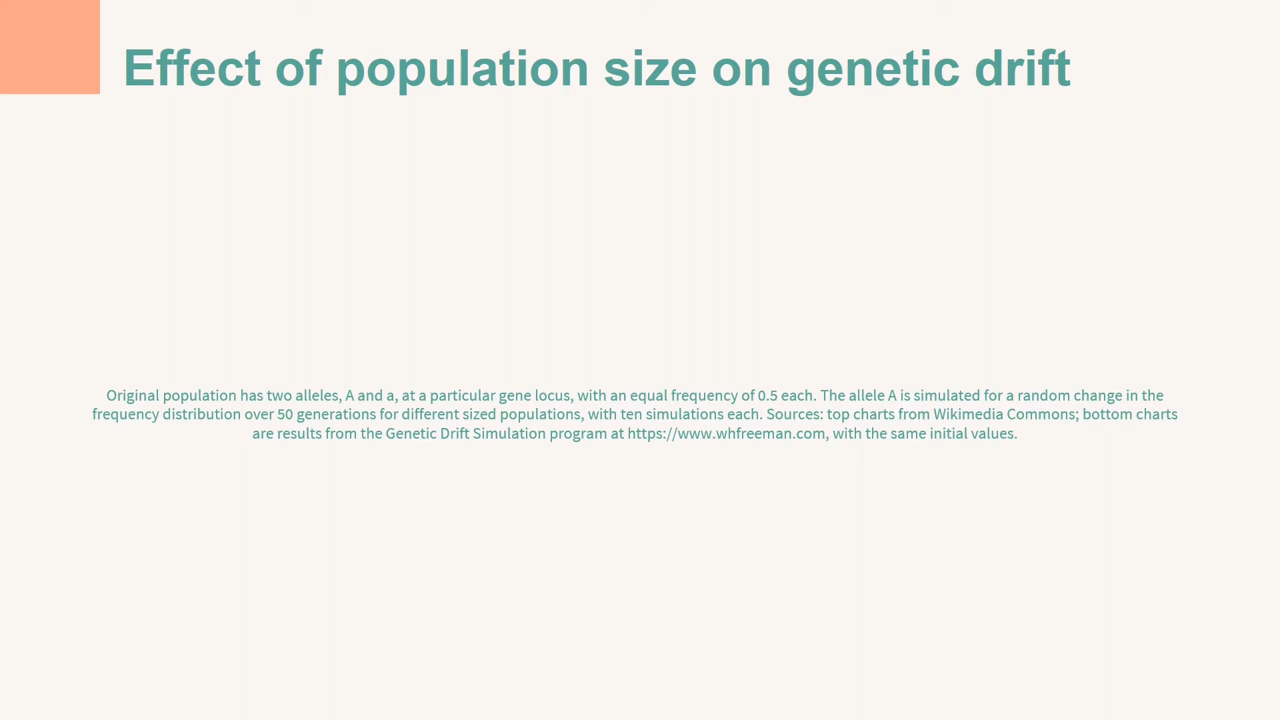 Effect of population size on genetic drift
Original population has two alleles, A and a, at a particular gene locus, with an equal frequency of 0.5 each. The allele A is simulated for a random change in the
frequency distribution over 50 generations for different sized populations, with ten simulations each. Sources: top charts from Wikimedia Commons; bottom charts
are results from the Genetic Drift Simulation program at https://www.whfreeman.com, with the same initial values.